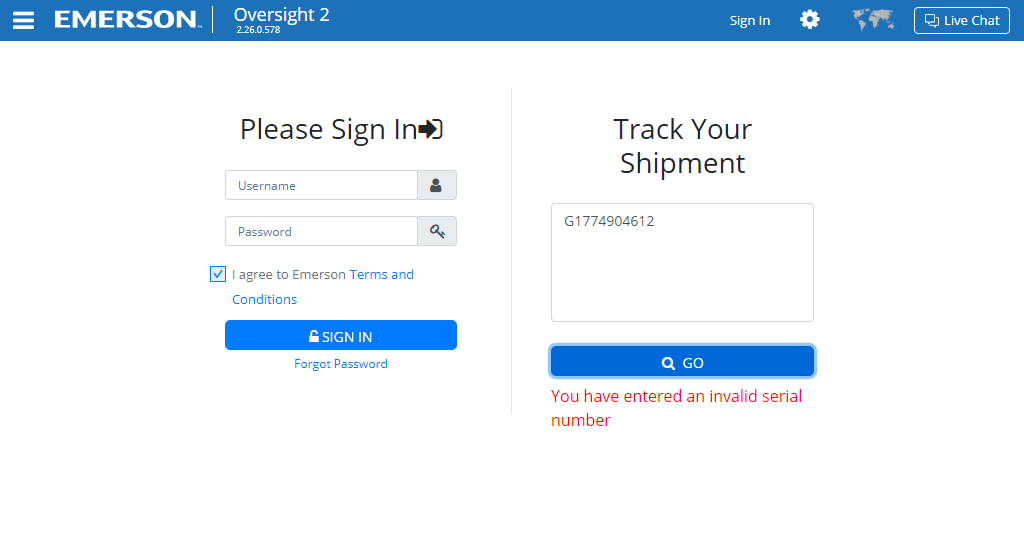 EMERSON™
Oversight 2
2.26.0.578
Sign In
Live Chat
Please Sign In
Username
Password
I agree to Emerson Terms and
Conditions
SIGN IN
Forgot Password
Track Your
Shipment
G1774904612
GO
You have entered an invalid serial
number